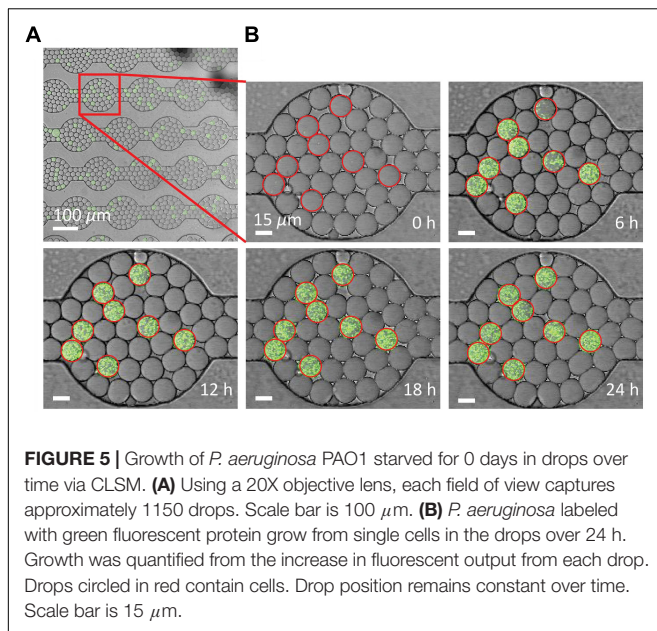 A
B
100 μm
15 μm
0 h
6 h
12 h
18 h
24 h
FIGURE 5 | Growth of P. aeruginosa PAO1 starved for 0 days in drops over
time via CLSM. (A) Using a 20X objective lens, each field of view captures
approximately 1150 drops. Scale bar is 100 μm. (B) P. aeruginosa labeled
with green fluorescent protein grow from single cells in the drops over 24 h.
Growth was quantified from the increase in fluorescent output from each drop.
Drops circled in red contain cells. Drop position remains constant over time.
Scale bar is 15 μm.